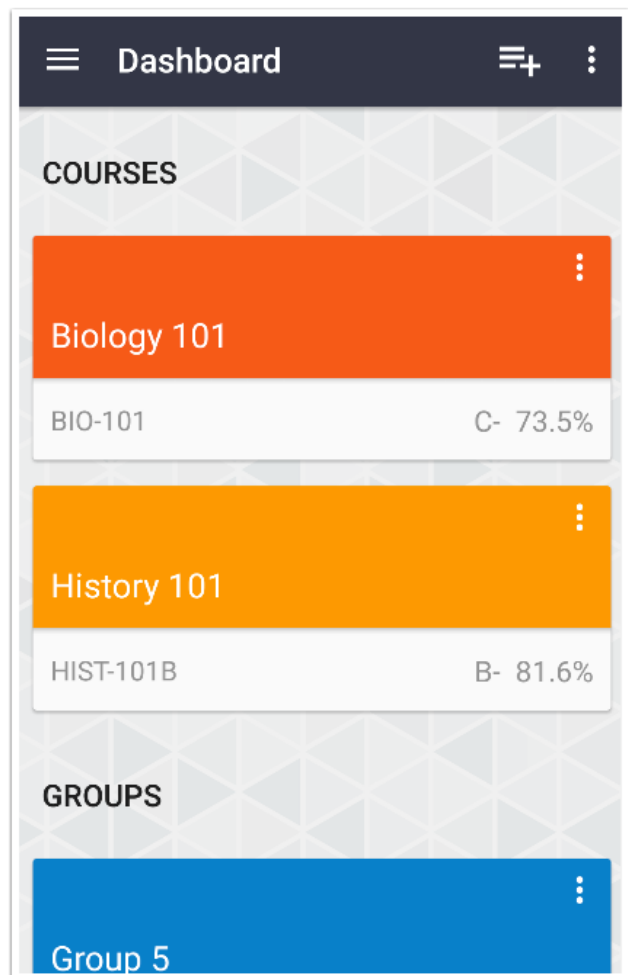 Dashboard
COURSES
Biology 101
BIO-101 C- 73.5%
History 101
HIST-101B B- 81.6%
GROUPS
Group 5